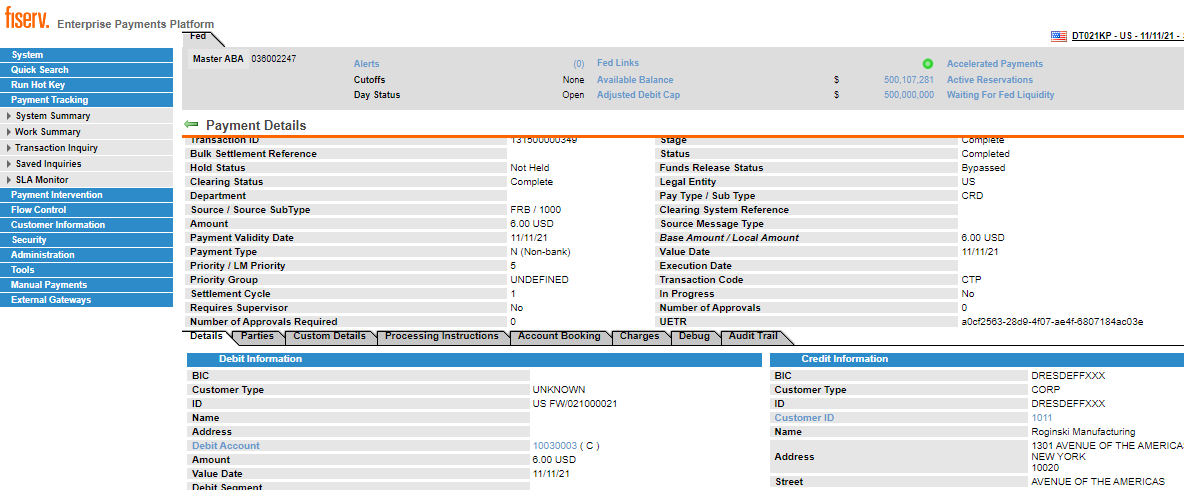 fiserv. Enterprise Payments Platform
Fed
DT021KP - US - 11/11/21 -
System
Quick Search
Run Hot Key
Payment Tracking
System Summary
Work Summary
Transaction Inquiry
Saved Inquiries
SLA Monitor
Payment Intervention
Flow Control
Customer Information
Security
Administration
Tools
Manual Payments
External Gateways
Master ABA 036002247
Alerts (0) Fed Links Accelerated Payments
Cutoffs None Available Balance $ 500,107,281 Active Reservations
Day Status Open Adjusted Debit Cap $ 500,000,000 Waiting For Fed Liquidity
Payment Details
Transaction ID 131500000349 Stage Complete
Bulk Settlement Reference Status Completed
Hold Status Not Held Funds Release Status Bypassed
Clearing Status Complete Legal Entity US
Department Pay Type / Sub Type CRD
Source / Source SubType FRB / 1000 Clearing System Reference
Amount 6.00 USD Source Message Type
Payment Validity Date 11/11/21 Base Amount / Local Amount 6.00 USD
Payment Type N (Non-bank) Value Date 11/11/21
Priority / LM Priority 5 Execution Date
Priority Group UNDEFINED Transaction Code CTP
Settlement Cycle 1 In Progress No
Requires Supervisor No Number of Approvals 0
Number of Approvals Required 0 UETR a0cf2563-28d9-4f07-ae4f-6807184ac03e
Details Parties Custom Details Processing Instructions Account Booking Charges Debug Audit Trail
Debit Information
BIC
Customer Type UNKNOWN
ID US FW/021000021
Name
Address
Debit Account 10030003 ( C )
Amount 6.00 USD
Value Date 11/11/21
Debit Segment
Credit Information
BIC DRESDEFFXXX
Customer Type CORP
ID DRESDEFFXXX
Customer ID 1011
Name Roginski Manufacturing
Address 1301 AVENUE OF THE AMERICAS
NEW YORK
10020
Street AVENUE OF THE AMERICAS